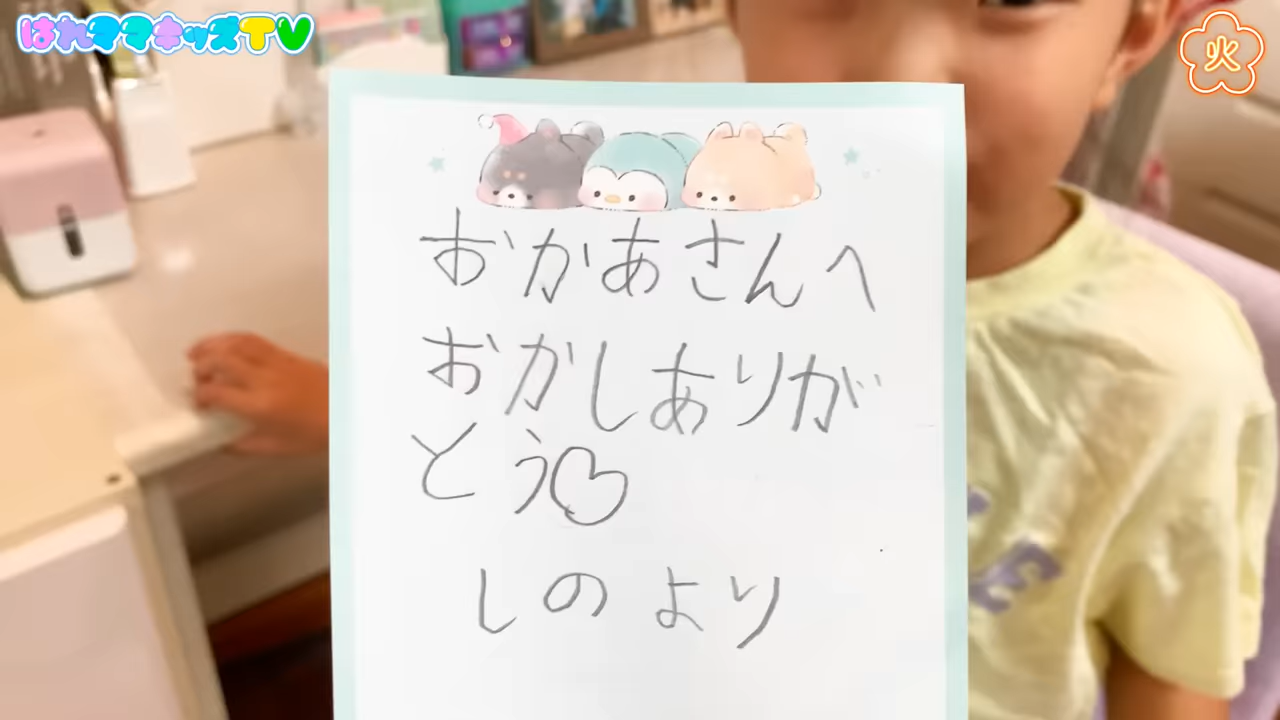 はれママキッズTV
火
おかあさんへ
おかしありが
とう♡
しのより